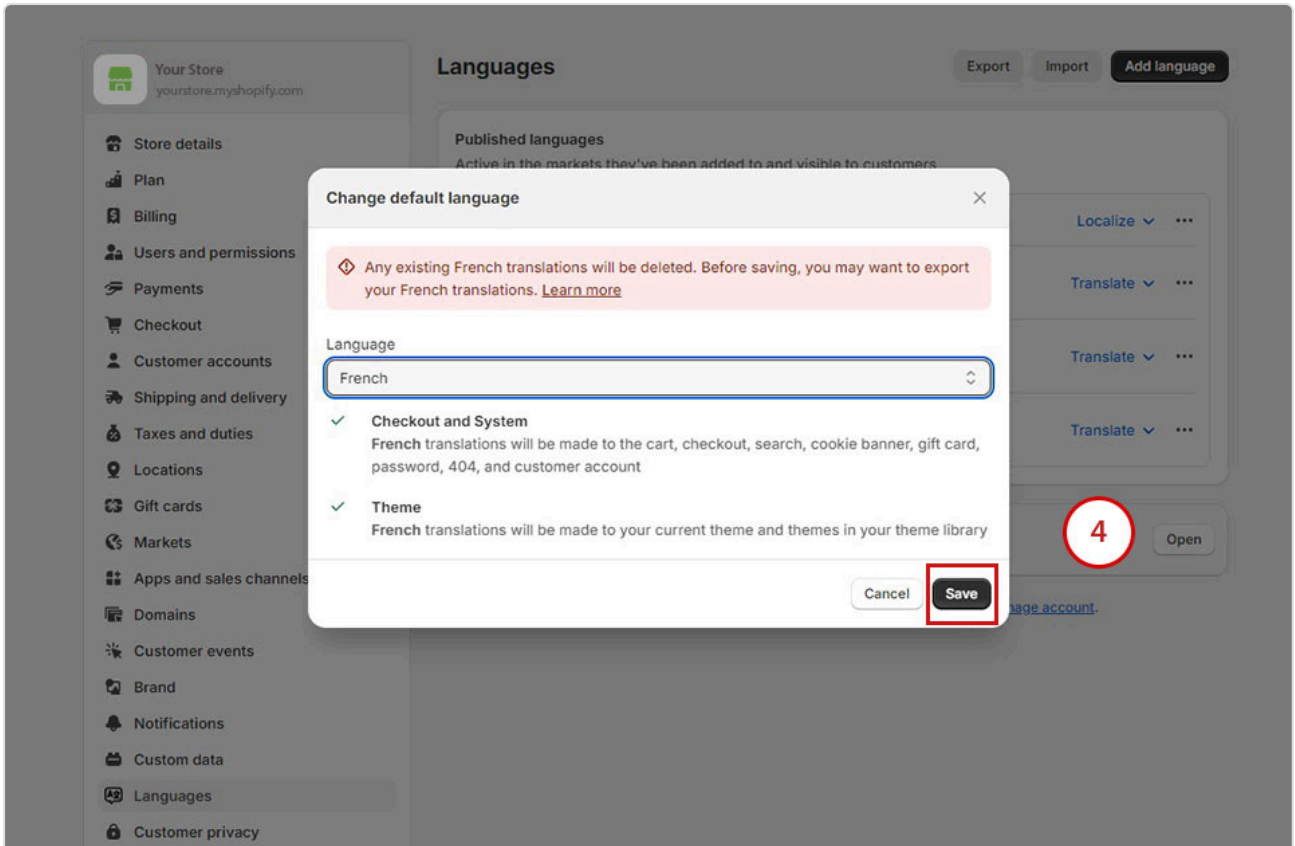 Your Store
yourstore.myshopify.com
Store details
Plan
Billing
Users and permissions
Payments
Checkout
Customer accounts
Shipping and delivery
Taxes and duties
Locations
Gift cards
Markets
Apps and sales channels
Domains
Customer events
Brand
Notifications
Custom data
Languages
Customer privacy
Languages
Export Import Add language
Published languages
Active in the markets they've been added to and visible to customers
Localize
Translate
Translate
Translate
Change default language
Any existing French translations will be deleted. Before saving, you may want to export
your French translations. Learn more
Language
French
Checkout and System
French translations will be made to the cart, checkout, search, cookie banner, gift card,
password, 404, and customer account
Theme
French translations will be made to your current theme and themes in your theme library
Cancel Save
4
Open
account.